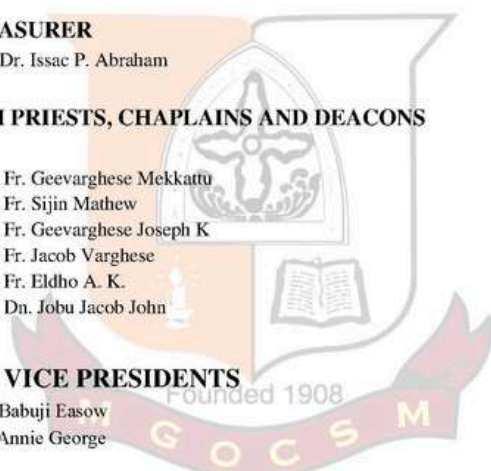 ASURER
Dr. Issac P. Abraham
PRIESTS, CHAPLAINS AND DEACONS
Fr. Geevarghese Mekkattu
Fr. Sijin Mathew
Fr. Geevarghese Joseph K
Fr. Jacob Varghese
Fr. Eldho A. K.
Dn. Jobu Jacob John
VICE PRESIDENTS
Founded 1908
Babuji Easow
Annie George
M G O C S M